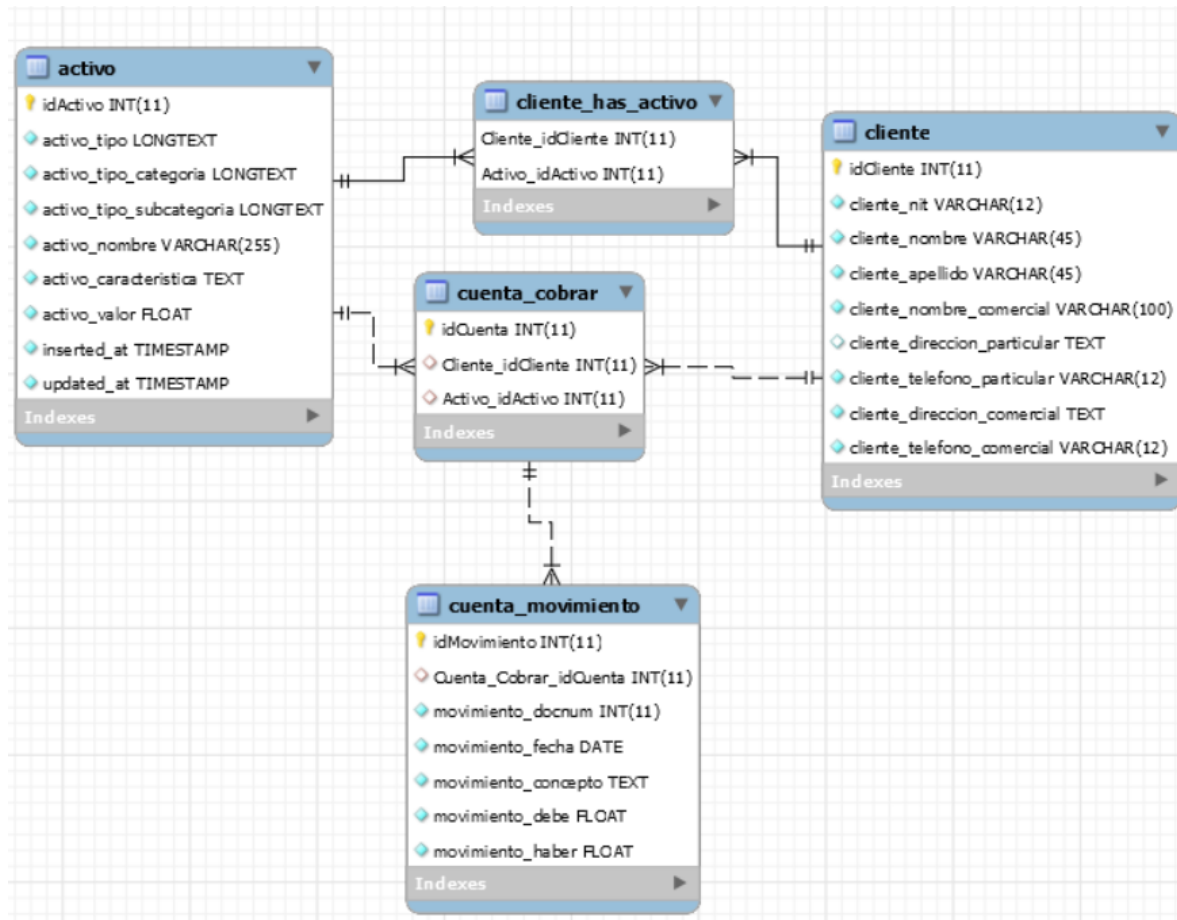 activo
idActivo INT(11)
activo_tipo LONGTEXT
activo_tipo_categoria LONGTEXT
activo_tipo_subcategoria LONGTEXT
activo_nombre VARCHAR(255)
activo_caracteristica TEXT
activo_valor FLOAT
inserted_at TIMESTAMP
updated_at TIMESTAMP
Indexes
cliente_has_activo
Cliente_idCliente INT(11)
Activo_idActivo INT(11)
Indexes
cliente
idCliente INT(11)
cliente_nit VARCHAR(12)
cliente_nombre VARCHAR(45)
cliente_apellido VARCHAR(45)
cliente_nombre_comercial VARCHAR(100)
cliente_direccion_particular TEXT
cliente_telefono_particular VARCHAR(12)
cliente_direccion_comercial TEXT
cliente_telefono_comercial VARCHAR(12)
Indexes
cuenta_cobrar
idCuenta INT(11)
Cliente_idCliente INT(11)
Activo_idActivo INT(11)
Indexes
cuenta_movimiento
idMovimiento INT(11)
Cuenta_Cobrar_idCuenta INT(11)
movimiento_docnum INT(11)
movimiento_fecha DATE
movimiento_concepto TEXT
movimiento_debe FLOAT
movimiento_haber FLOAT
Indexes